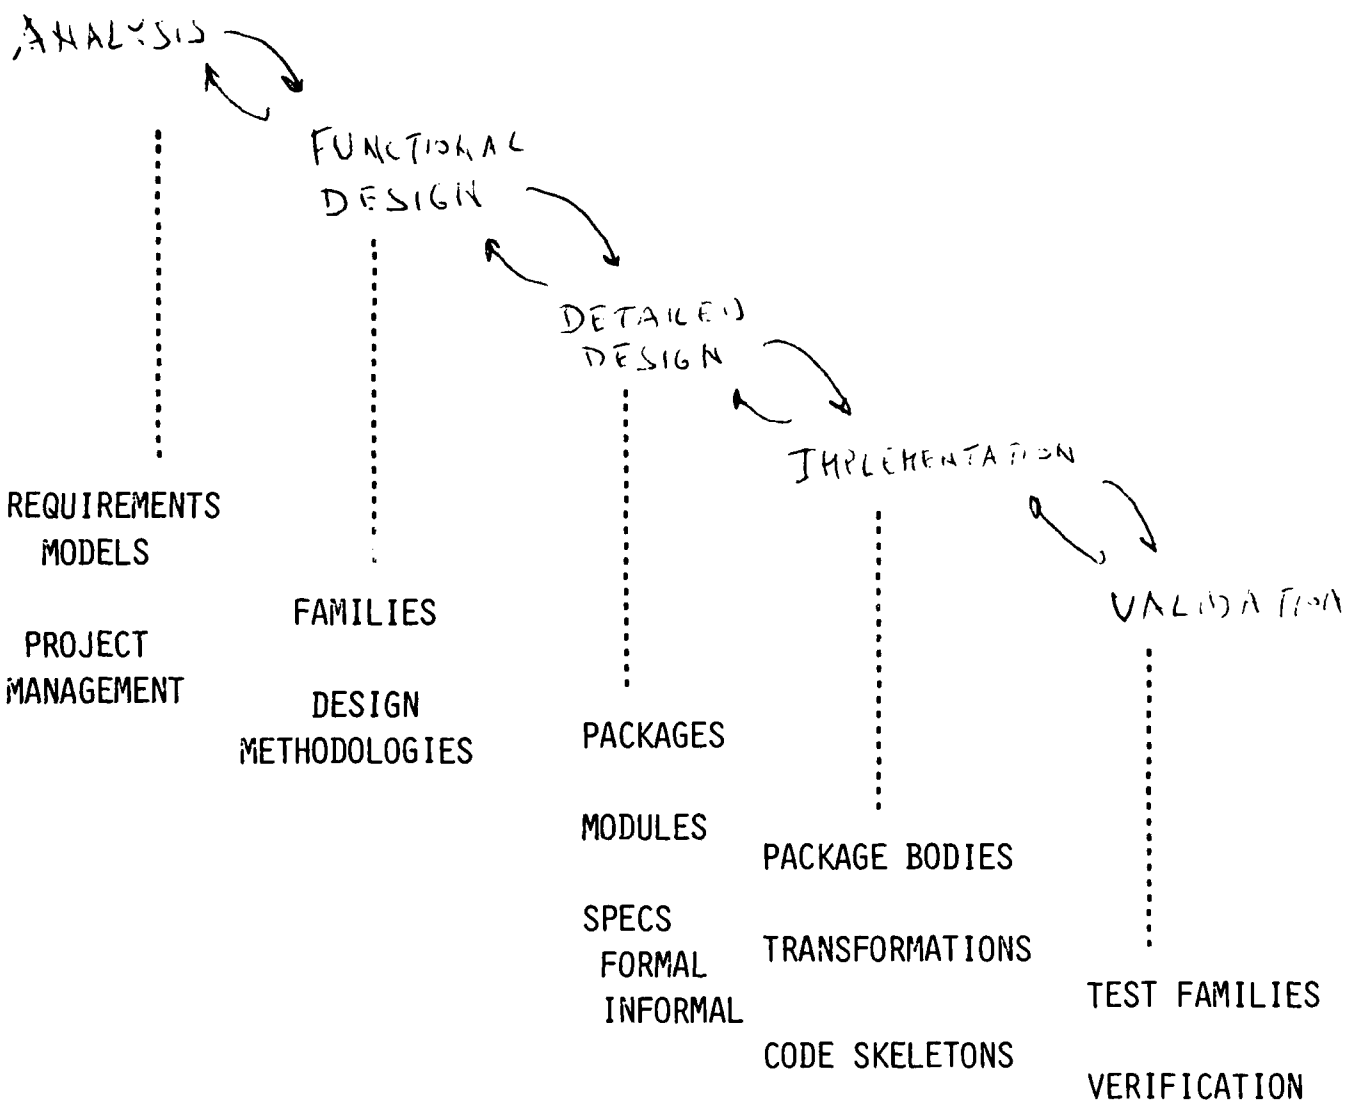 ANALYSIS
FUNCTIONAL
DESIGN
DETAILED
DESIGN
IMPLEMENTATION
VALIDATION
REQUIREMENTS
MODELS
PROJECT
MANAGEMENT
FAMILIES
DESIGN
METHODOLOGIES
PACKAGES
MODULES
SPECS
FORMAL
INFORMAL
PACKAGE BODIES
TRANSFORMATIONS
CODE SKELETONS
TEST FAMILIES
VERIFICATION